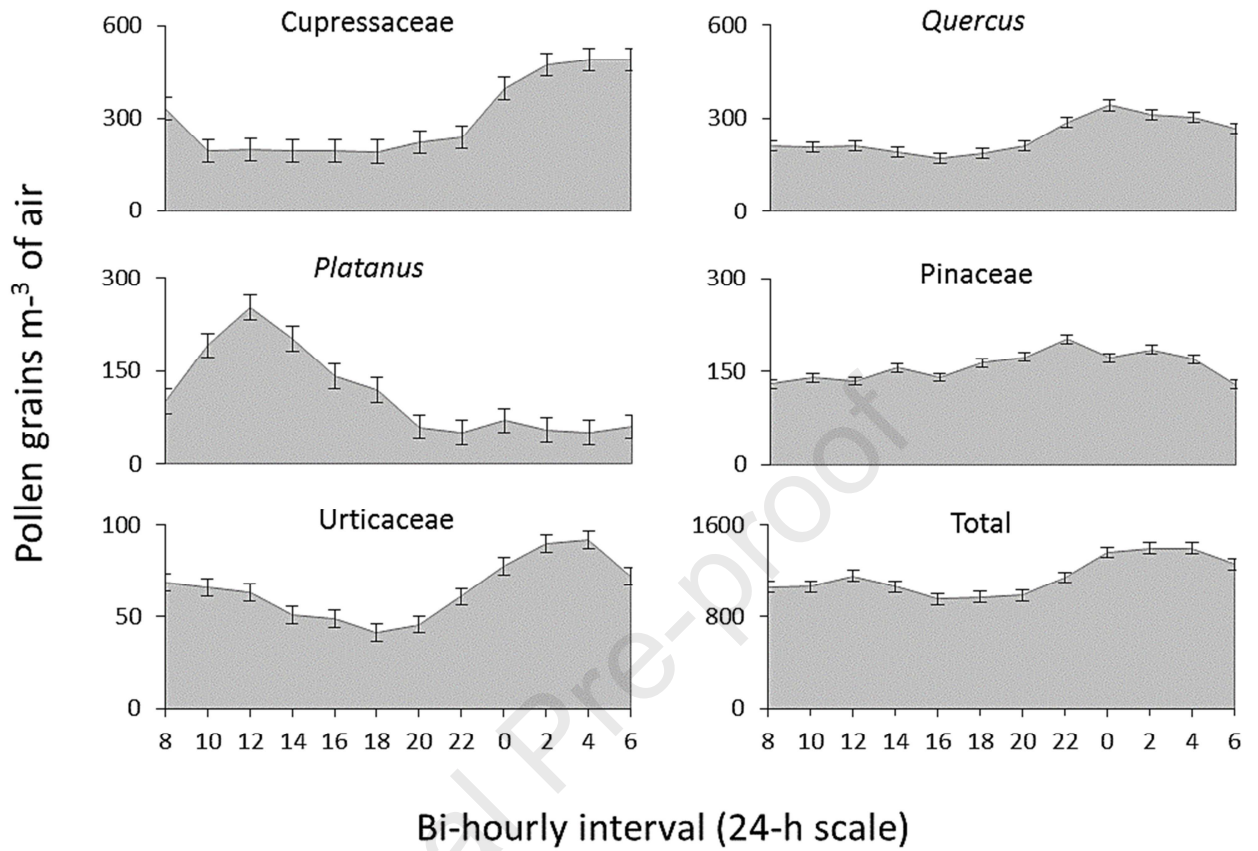 Pollen grains m-³ of air
Cupressaceae
600
300
0
Quercus
600
300
0
Platanus
300
150
0
Pinaceae
300
150
0
Urticaceae
100
50
0
8 10 12 14 16 18 20 22 0 2 4 6
Total
1600
800
0
8 10 12 14 16 18 20 22 0 2 4 6
Bi-hourly interval (24-h scale)
al Pre-proof